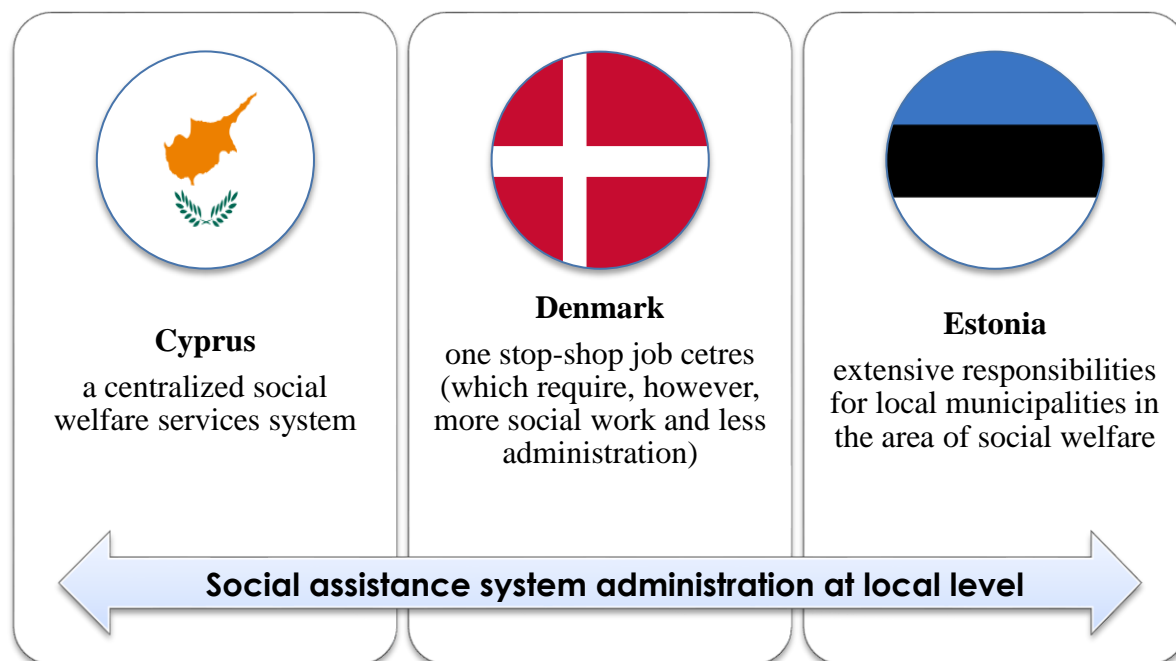 Cyprus
a centralized social
welfare services system
Denmark
one stop-shop job cetres
(which require, however,
more social work and less
administration)
Estonia
extensive responsibilities
for local municipalities in
the area of social welfare
Social assistance system administration at local level